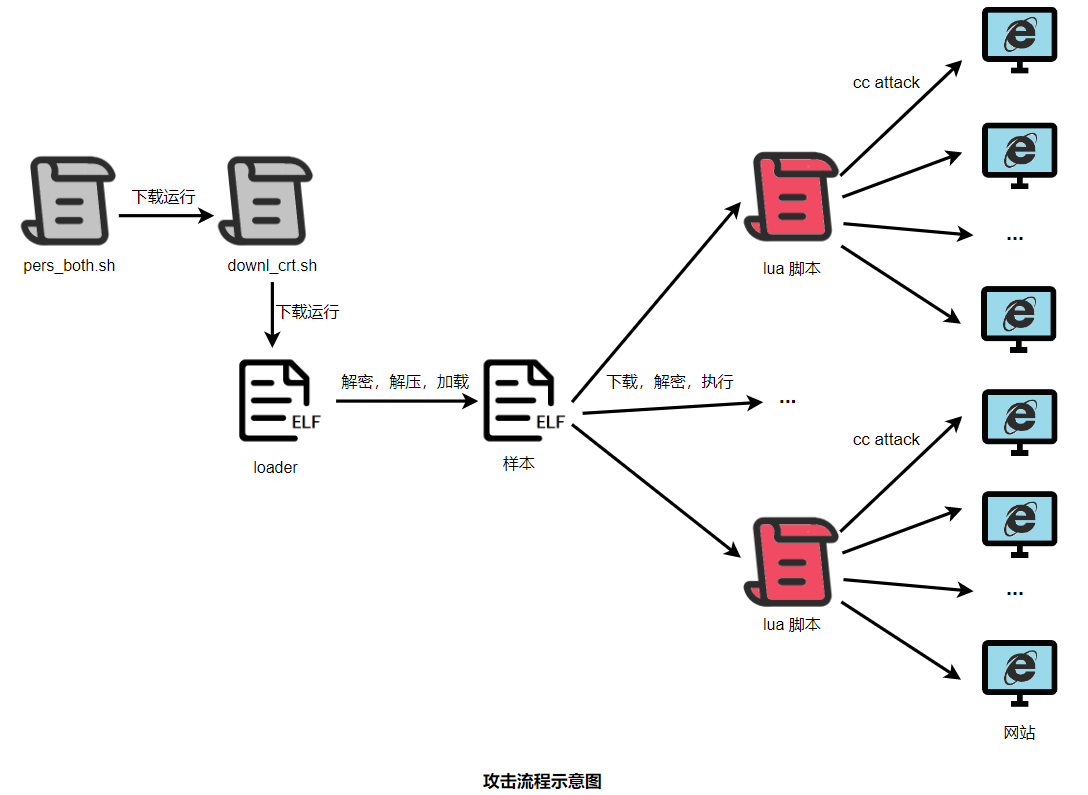 cc attack
下载运行
...
pers_both.sh
downl_crt.sh
lua 脚本
下载运行
解密，解压，加载
下载，解密，执行
...
ELF
ELF
cc attack
loader
样本
...
lua 脚本
网站
攻击流程示意图